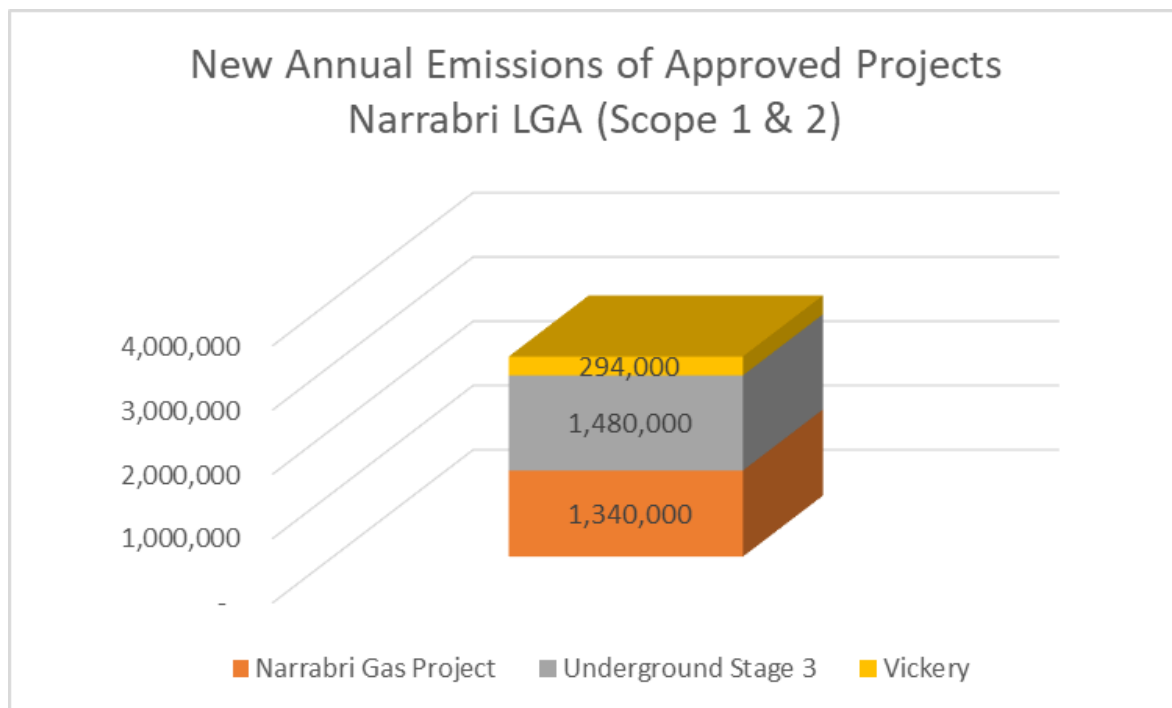 New Annual Emissions of Approved Projects
Narrabri LGA (Scope 1 & 2)
4,000,000
3,000,000
2,000,000
1,000,000
-
294,000
1,480,000
1,340,000
Narrabri Gas Project
Underground Stage 3
Vickery